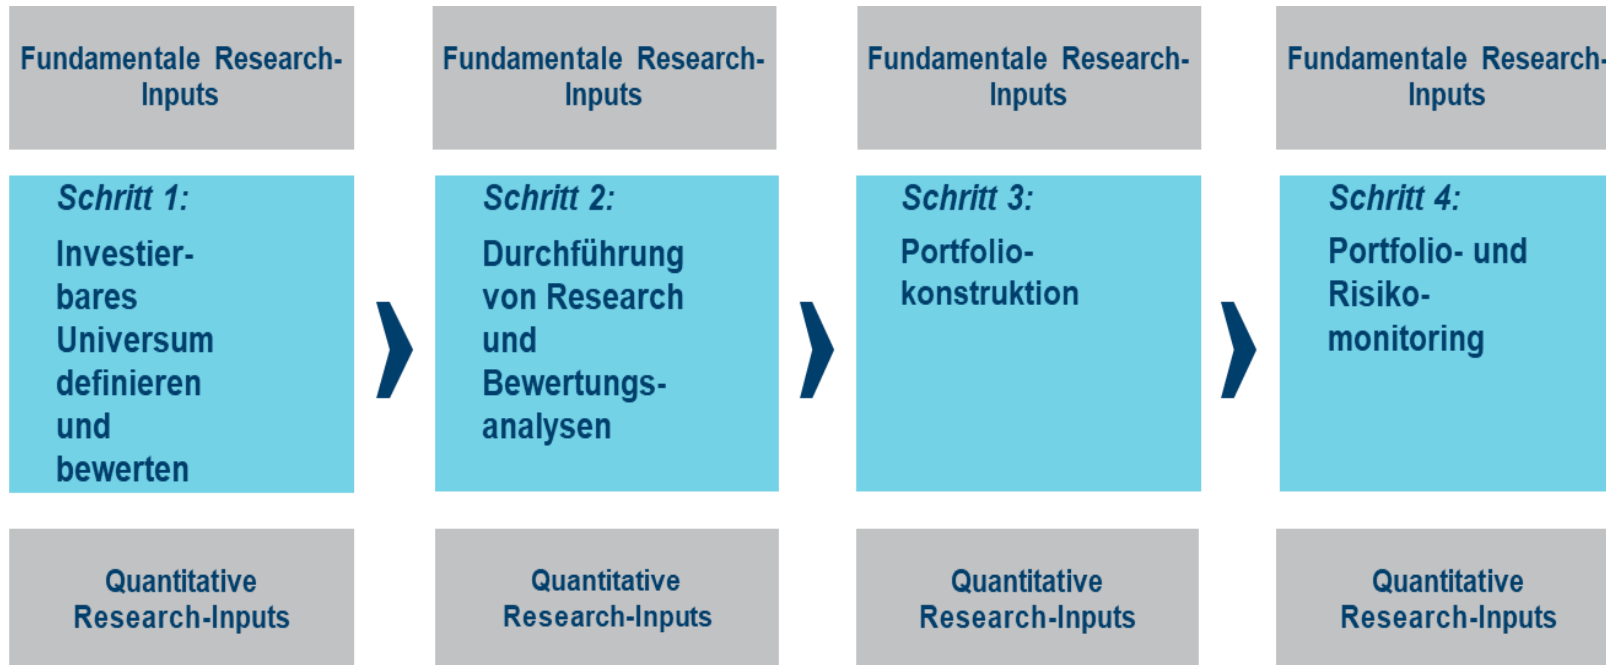 Fundamentale Research-
Inputs
Fundamentale Research-
Inputs
Fundamentale Research-
Inputs
Fundamentale Research-
Inputs
Schritt 1:
Investier-
bares
Universum
definieren
und
bewerten
Schritt 2:
Durchführung
von Research
und
Bewertungs-
analysen
Schritt 3:
Portfolio-
konstruktion
Schritt 4:
Portfolio- und
Risiko-
monitoring
Quantitative
Research-Inputs
Quantitative
Research-Inputs
Quantitative
Research-Inputs
Quantitative
Research-Inputs